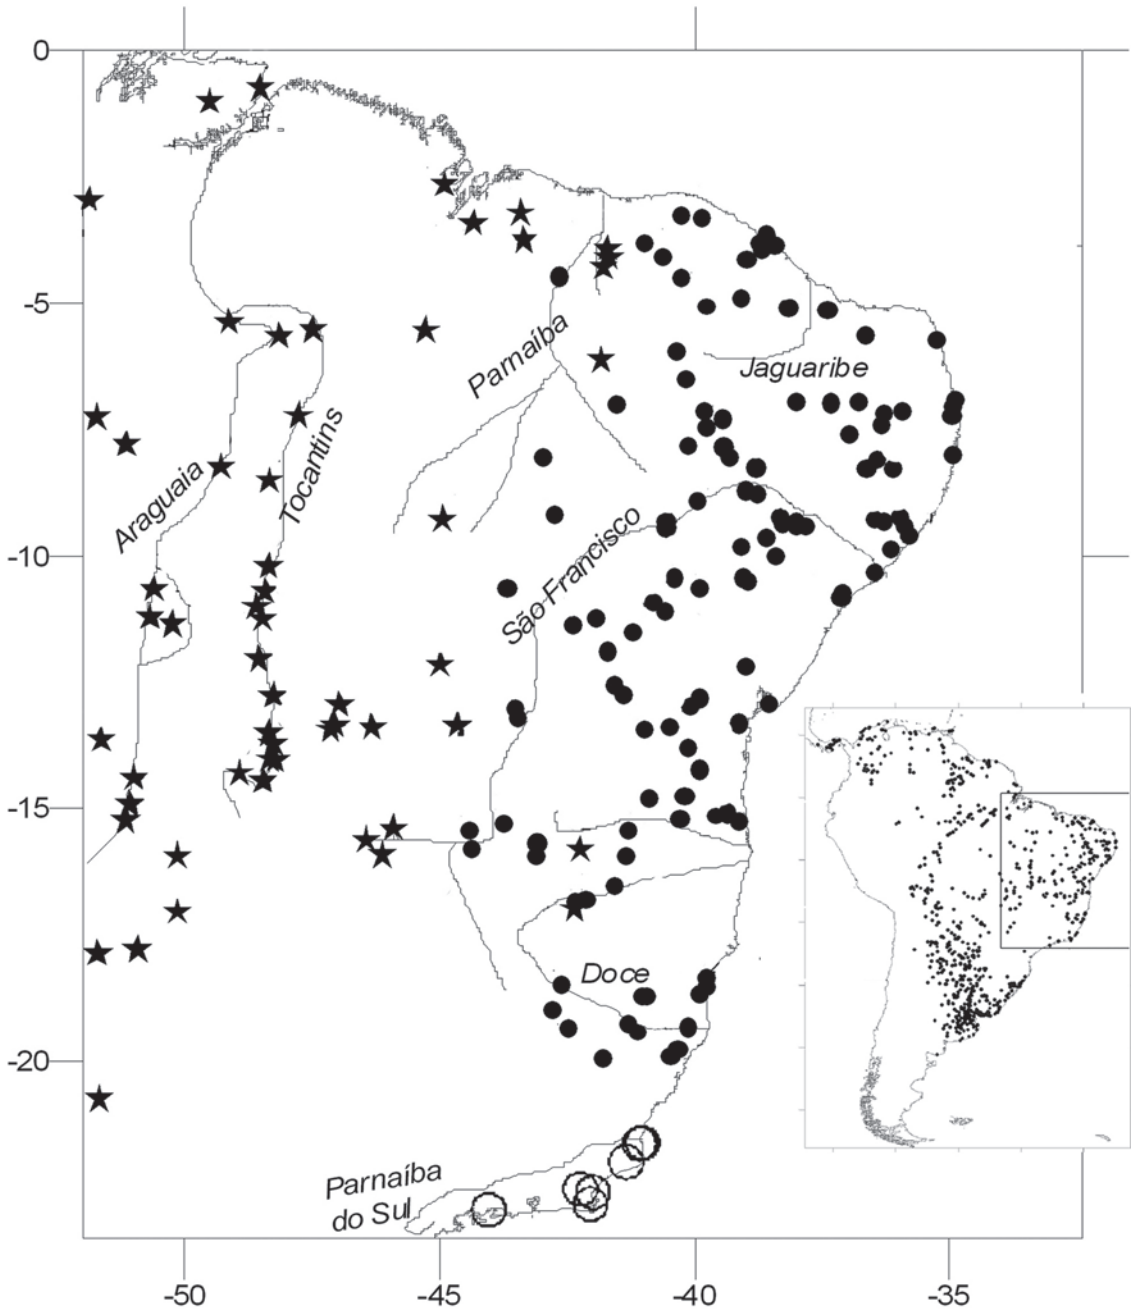 0
-5
-10
-15
-20
Parnaíba
Jaguaribe
Araguaia
Tocantins
São Francisco
Doce
Parnaíba
do Sul
-50
-45
-40
-35